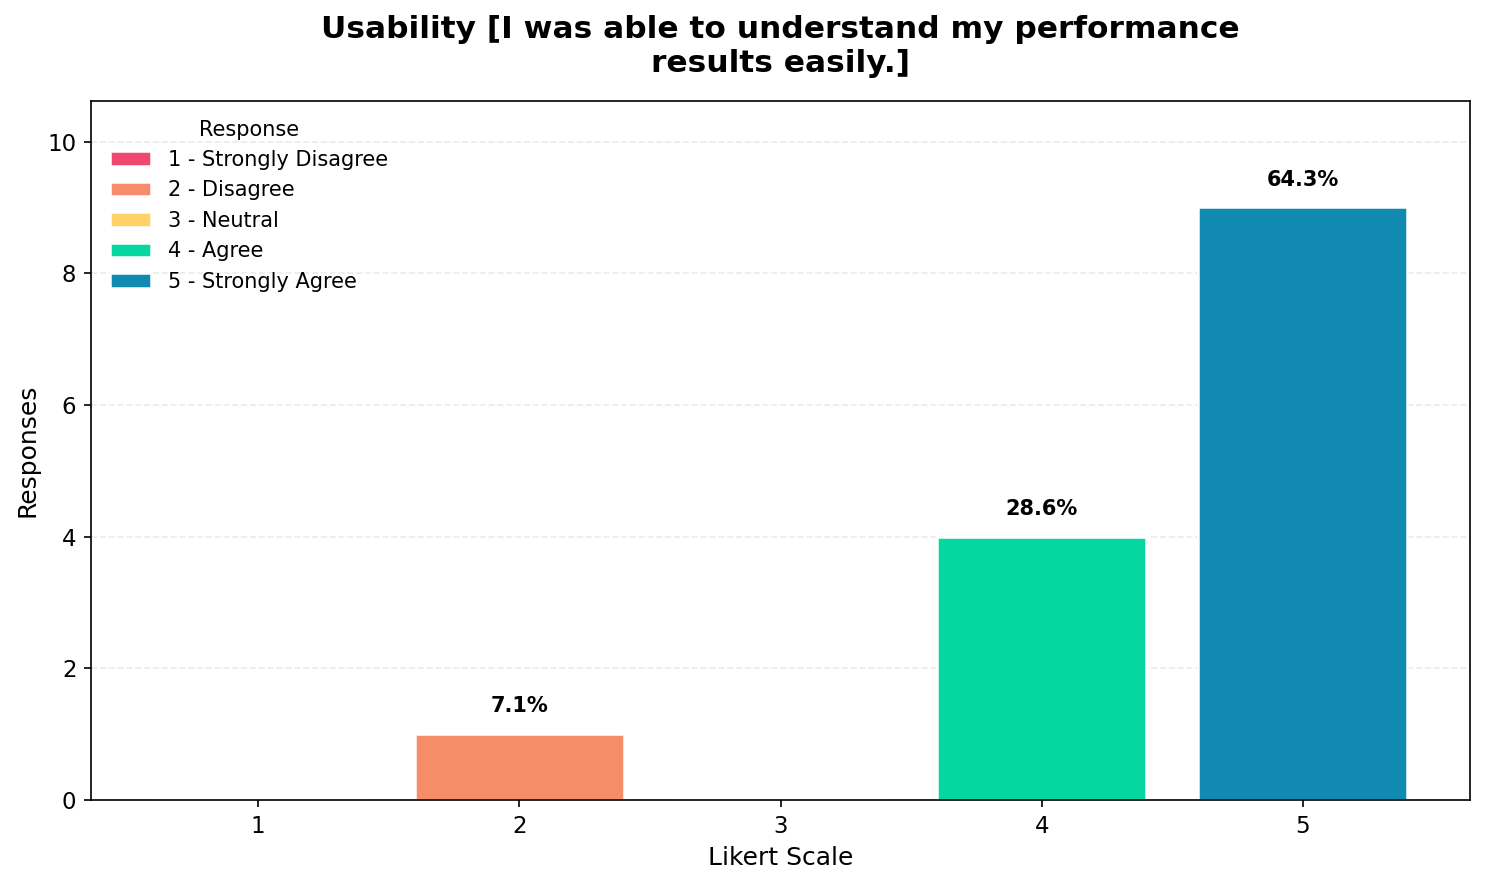 Usability [I was able to understand my performance
results easily.]
Response
1 - Strongly Disagree
2 - Disagree
3 - Neutral
4 - Agree
5 - Strongly Agree
Responses
10
8
6
4
2
0
7.1%
28.6%
64.3%
1
2
3
4
5
Likert Scale